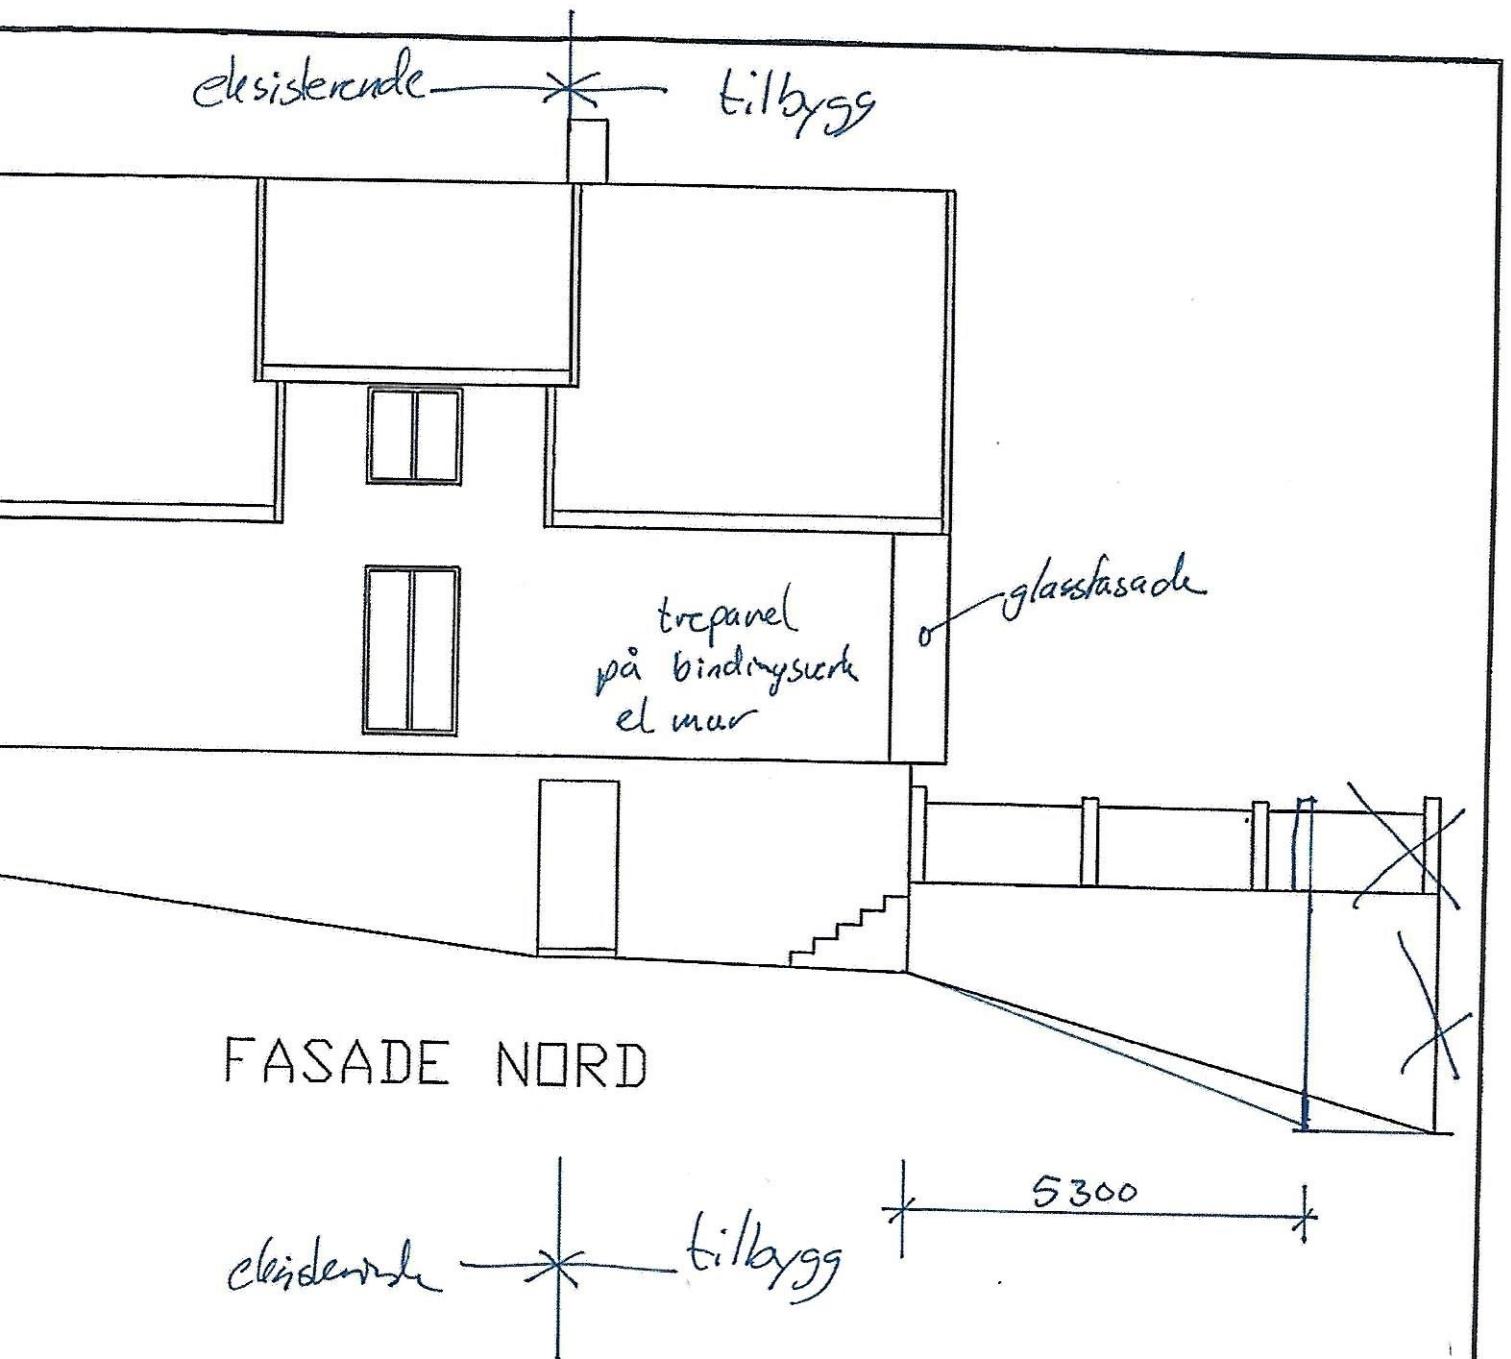 eksisterende tilbygg
glassfasade
trepanel
på bindingsverk
el mur
FASADE NORD
5300
eksisterende tilbygg